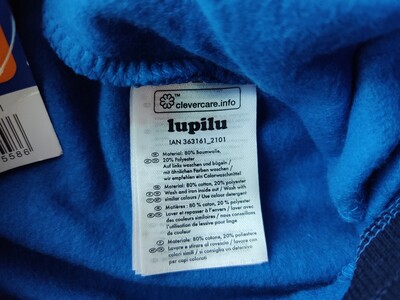 ™
clevercare.info
lupilu
IAN 363161_2101
Material: 80% Baumwolle,
20% Polyester
Auf links waschen und bügeln /
mit ähnlichen Farben waschen /
wir empfehlen ein Colorwaschmittel
Material: 80% cotton, 20% polyester
Wash and iron inside out / Wash with
similar colours / Use colour detergent
Matières: 80 % coton, 20 % polyester
Laver et repasser à l'envers / laver avec
des couleurs similaires / nous conseillons
l'utilisation de lessive pour linge
de couleur
Materiale: 80% cotone, 20% poliestere
Lavare e stirare al rovescio / lavare con
colori simili / si consiglia un detersivo
per capi colorati
5586